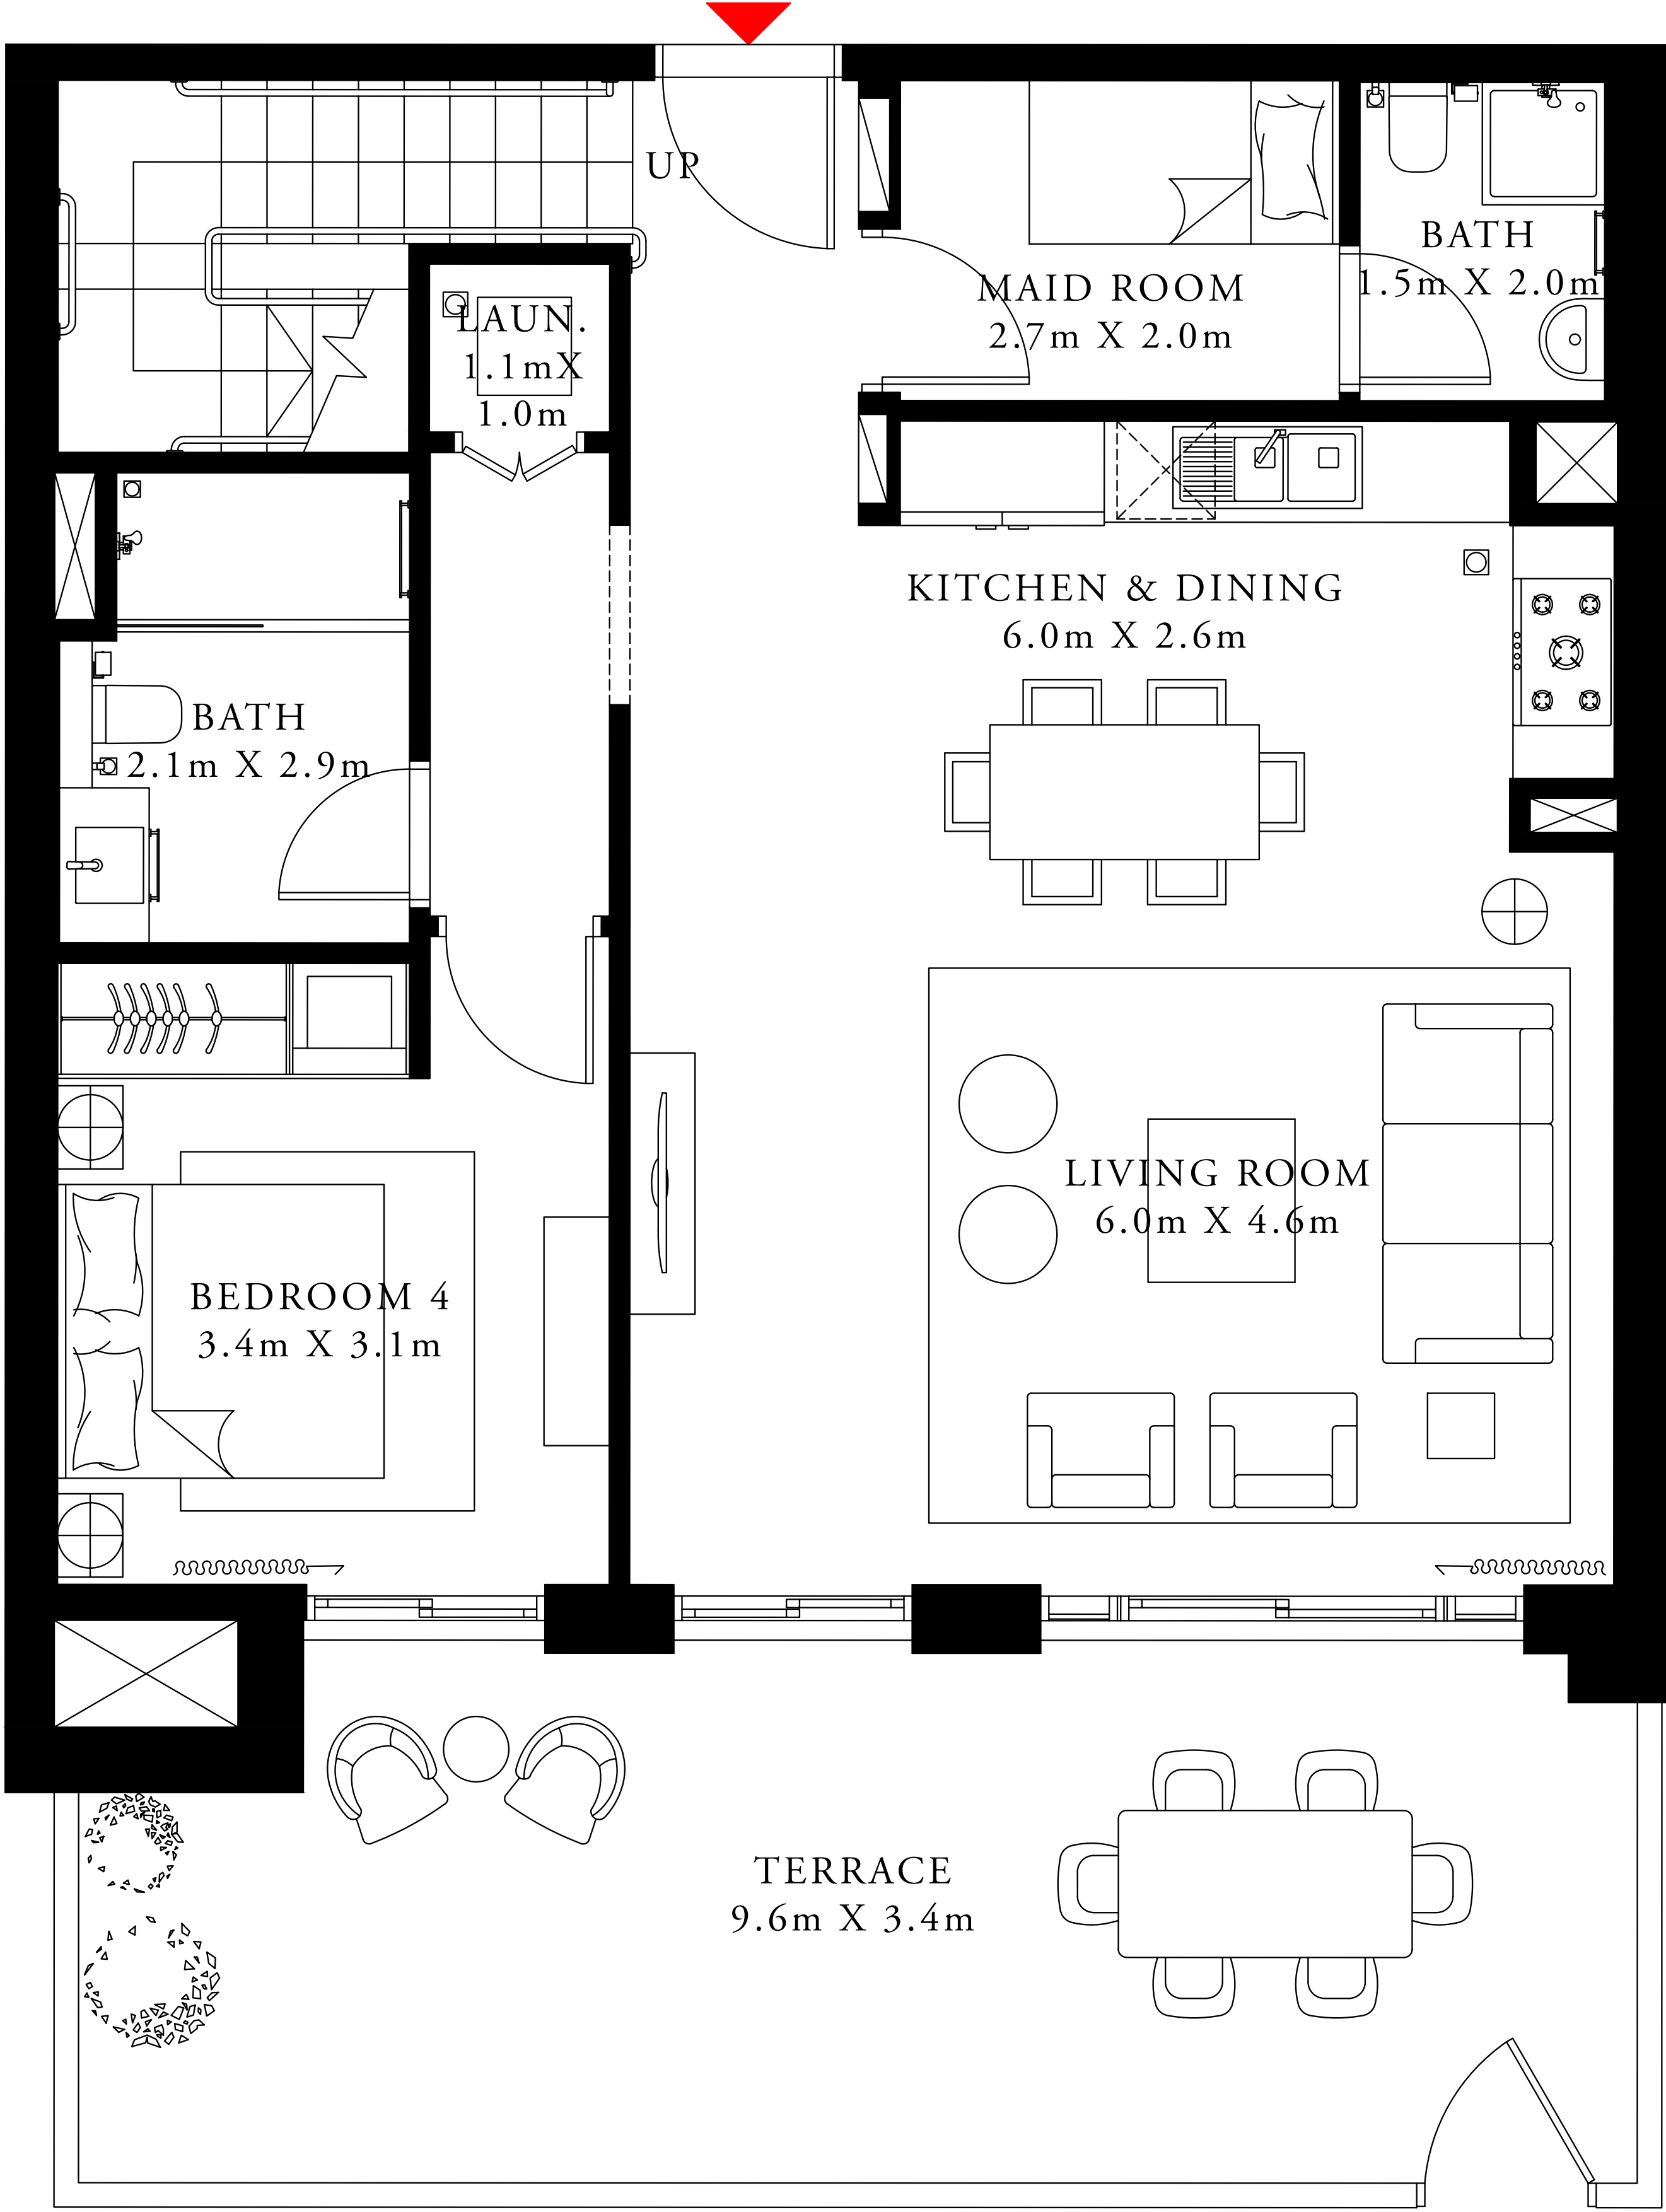 UP
BATH
1.5m X 2.0m
MAID ROOM
2.7m X 2.0m
LAUN.
1.1mX
1.0m
KITCHEN & DINING
6.0m X 2.6m
BATH
2.1m X 2.9m
LIVING ROOM
6.0m X 4.6m
BEDROOM 4
3.4m X 3.1m
TERRACE
9.6m X 3.4m